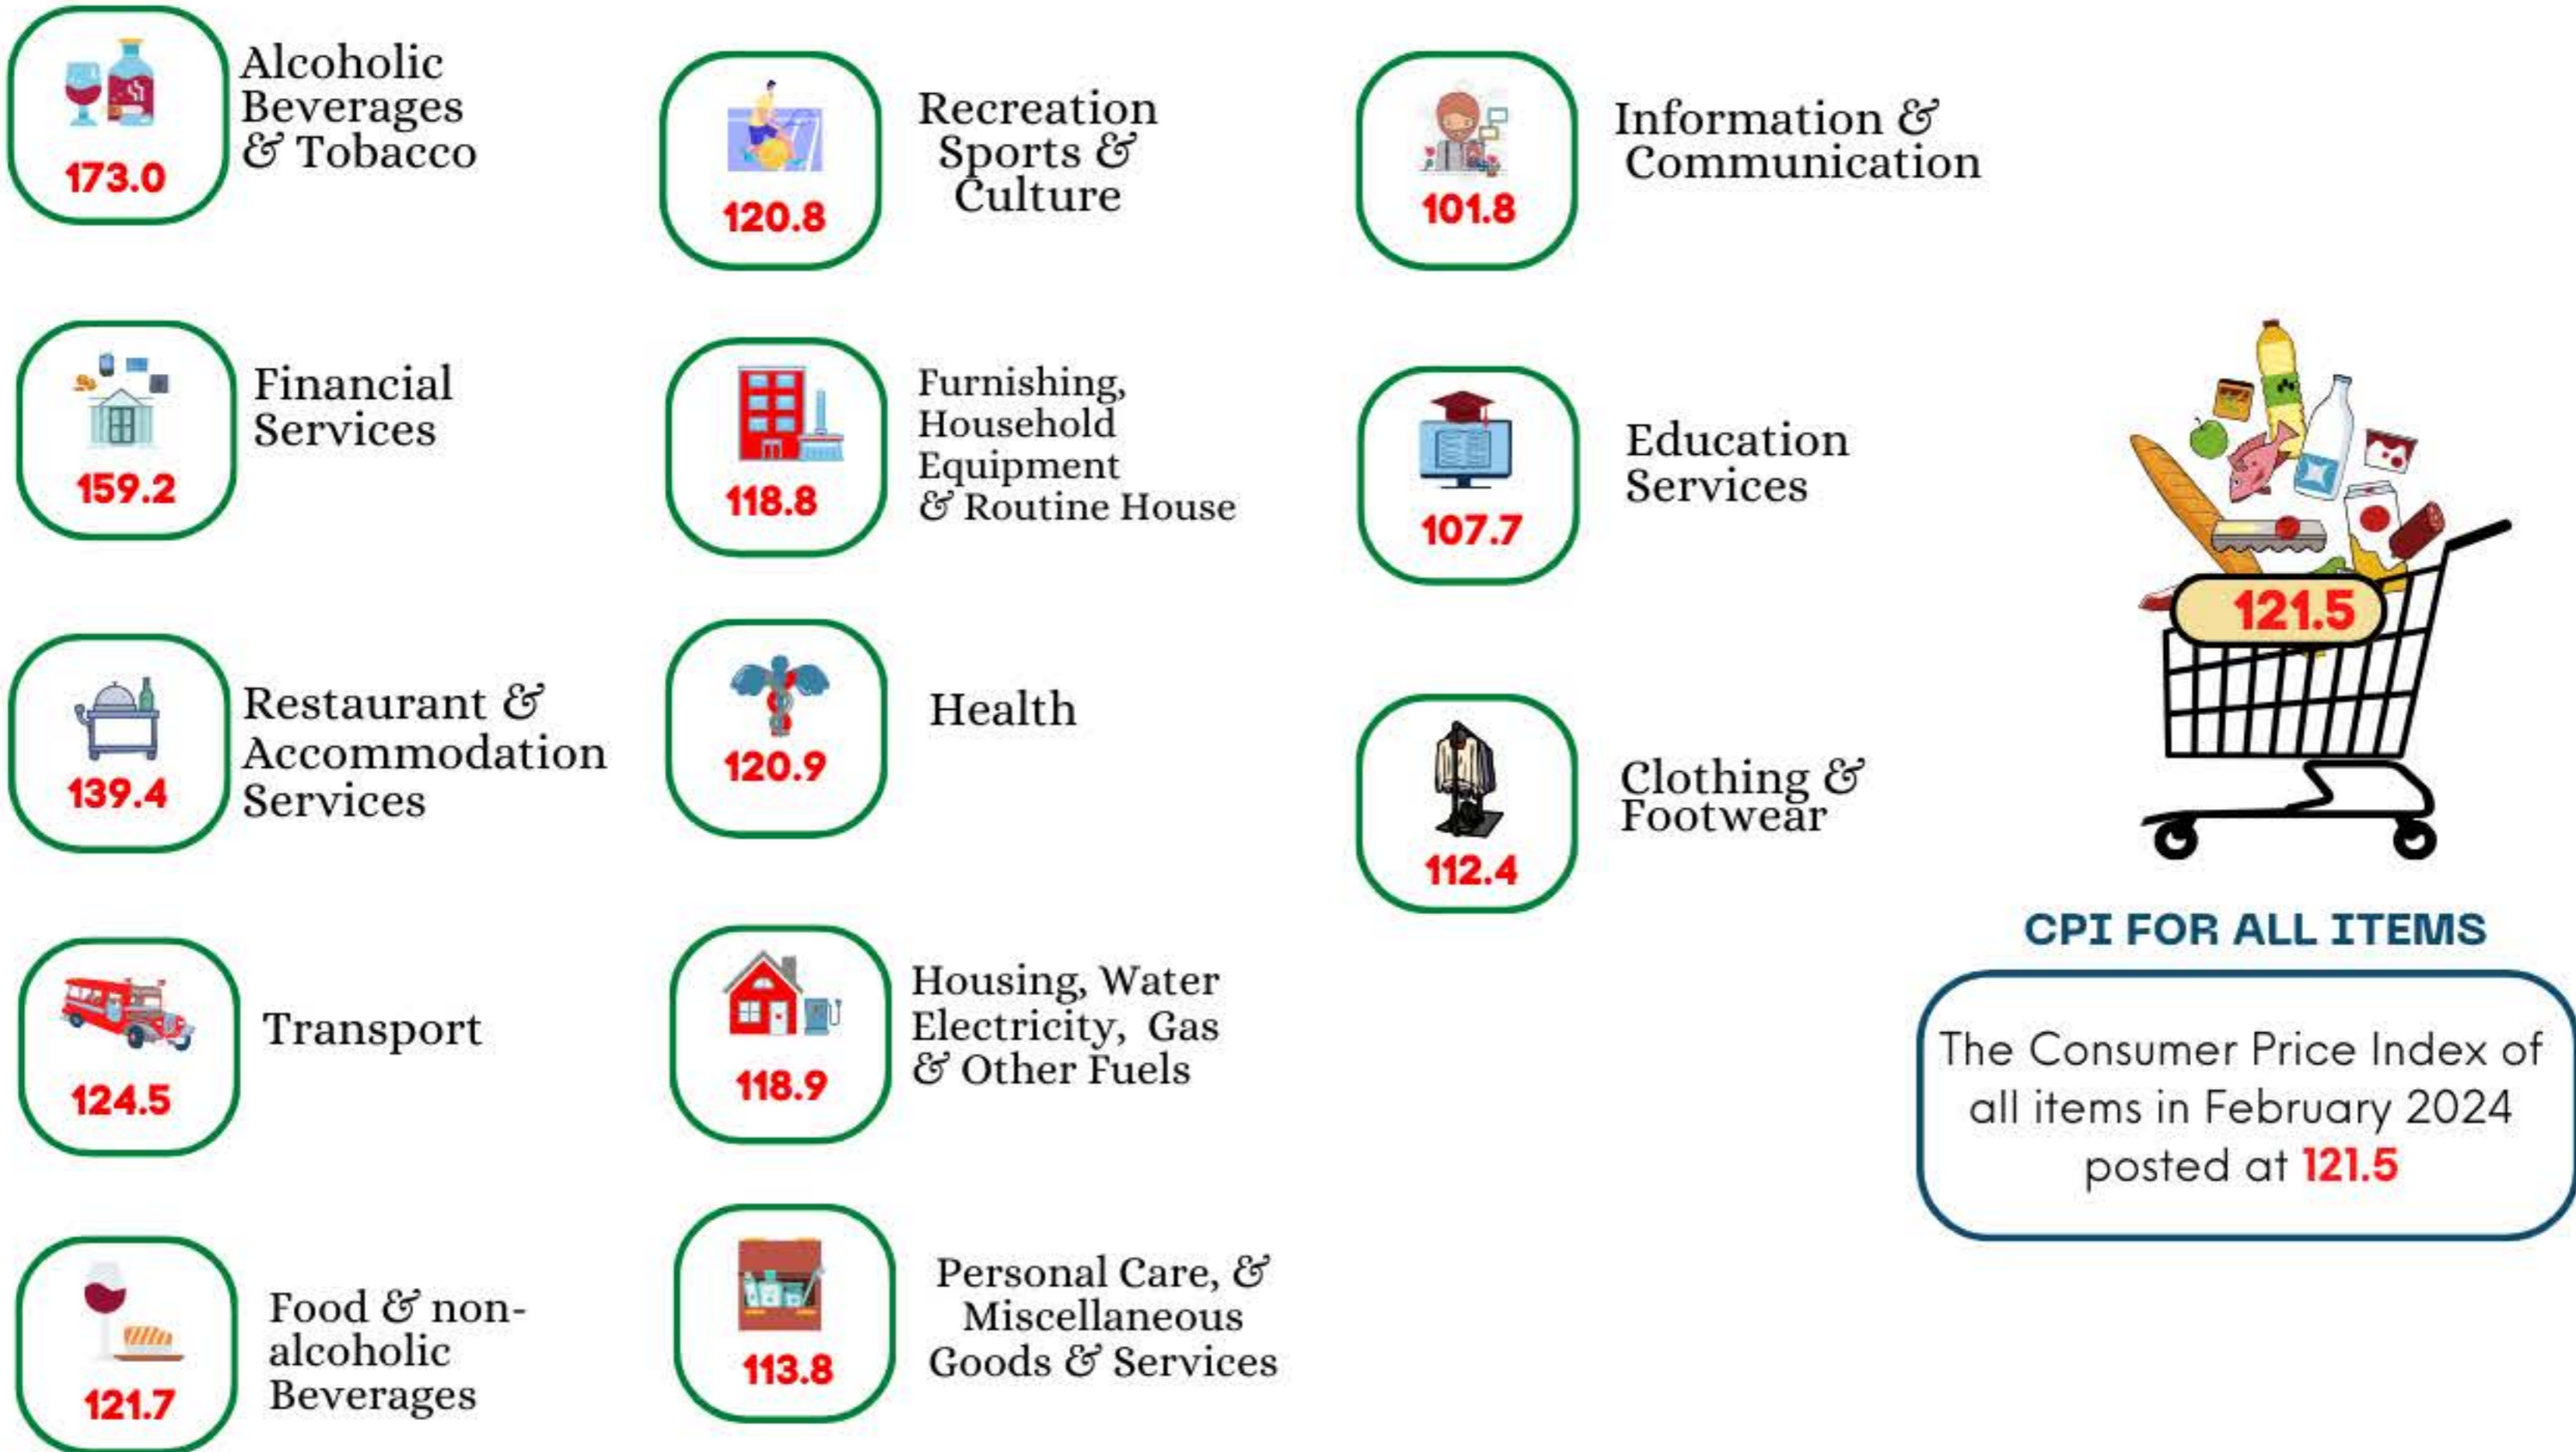 Alcoholic
Beverages
& Tobacco
173.0
Financial
Services
159.2
Restaurant &
Accommodation
Services
139.4
Transport
124.5
Food & non-
alcoholic
Beverages
121.7
Recreation
Sports &
Culture
120.8
Furnishing,
Household
Equipment
& Routine House
118.8
Health
120.9
Housing, Water
Electricity, Gas
& Other Fuels
118.9
Personal Care, &
Miscellaneous
Goods & Services
113.8
Information &
Communication
101.8
Education
Services
107.7
Clothing &
Footwear
112.4
121.5
CPI FOR ALL ITEMS
The Consumer Price Index of
all items in February 2024
posted at 121.5